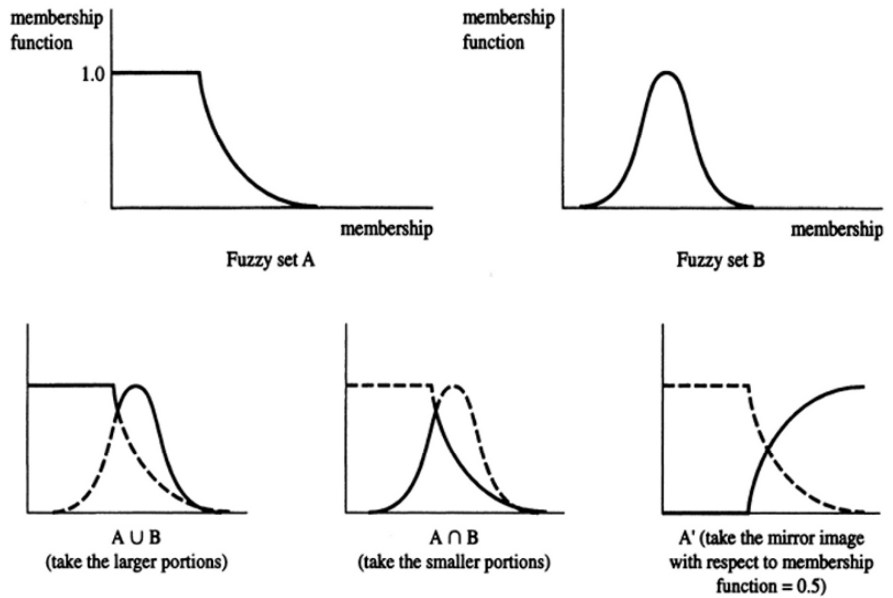 membership
function
1.0
membership
Fuzzy set A
membership
function
membership
Fuzzy set B
A ∪ B
(take the larger portions)
A ∩ B
(take the smaller portions)
A' (take the mirror image
with respect to membership
function = 0.5)